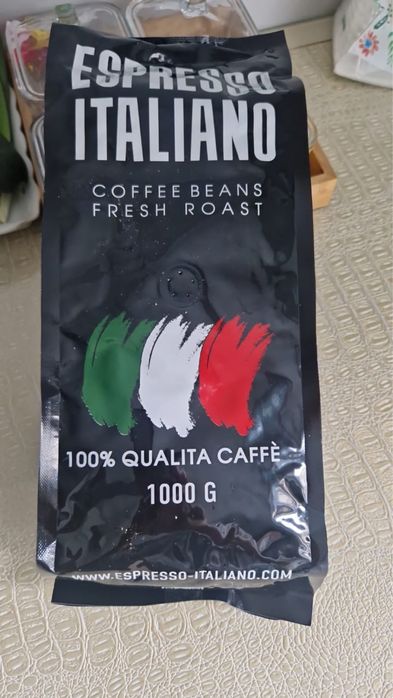 ESPRESSO
ITALIANO
COFFEE BEANS
FRESH ROAST
100% QUALITA CAFFÈ
1000 G
WWW.ESPRESSO-ITALIANO.COM